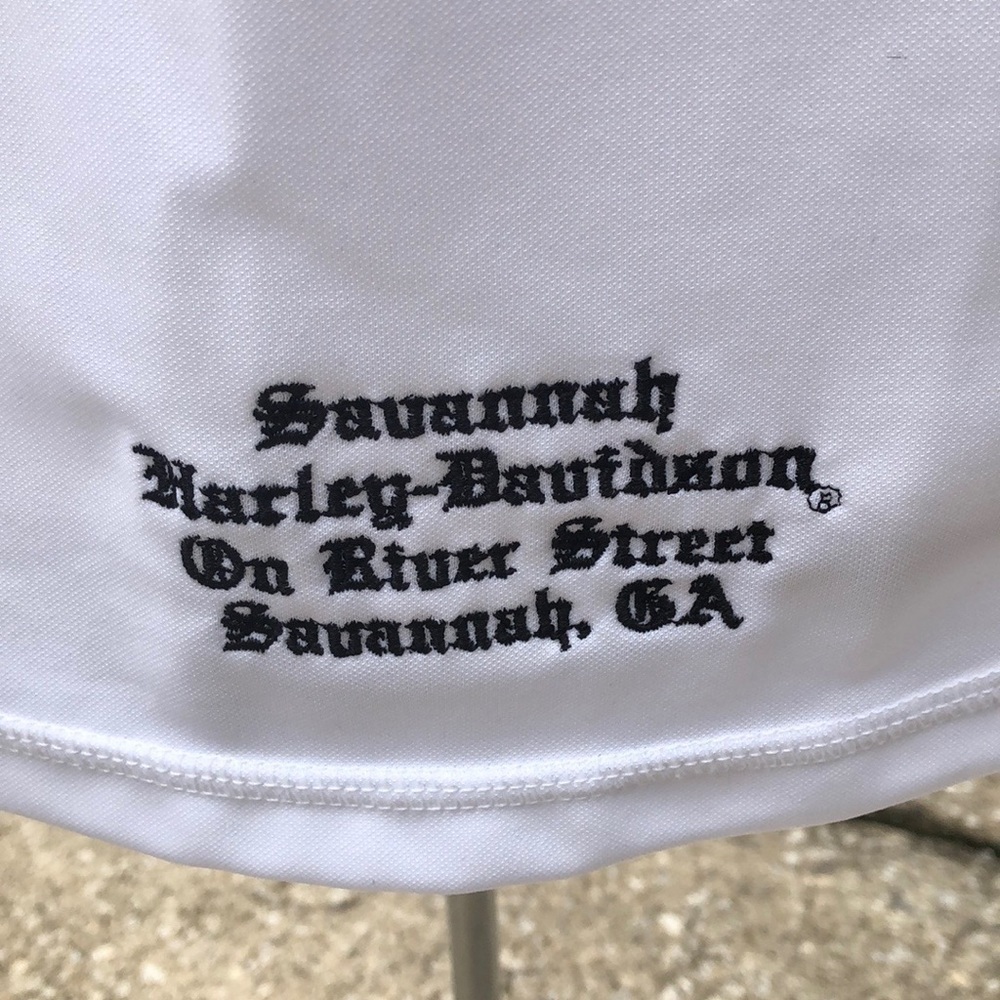 Savannah
Harley-Davidson®
On River Street
Savannah, GA